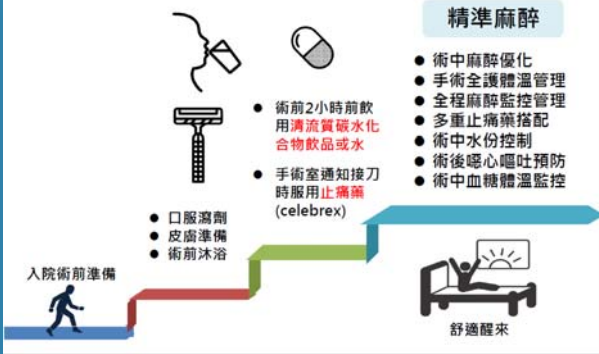 精準麻醉
● 術中麻醉優化
● 手術全護體溫管理
● 全程麻醉監控管理
● 多重止痛藥搭配
● 術中水份控制
● 術後噁心嘔吐預防
● 術中血糖體溫監控
● 術前2小時前飲
用清流質碳水化
合物飲品或水
● 手術室通知接刀
時服用止痛藥
(celebrex)
● 口服瀉劑
● 皮膚準備
● 術前沐浴
入院術前準備
舒適醒來